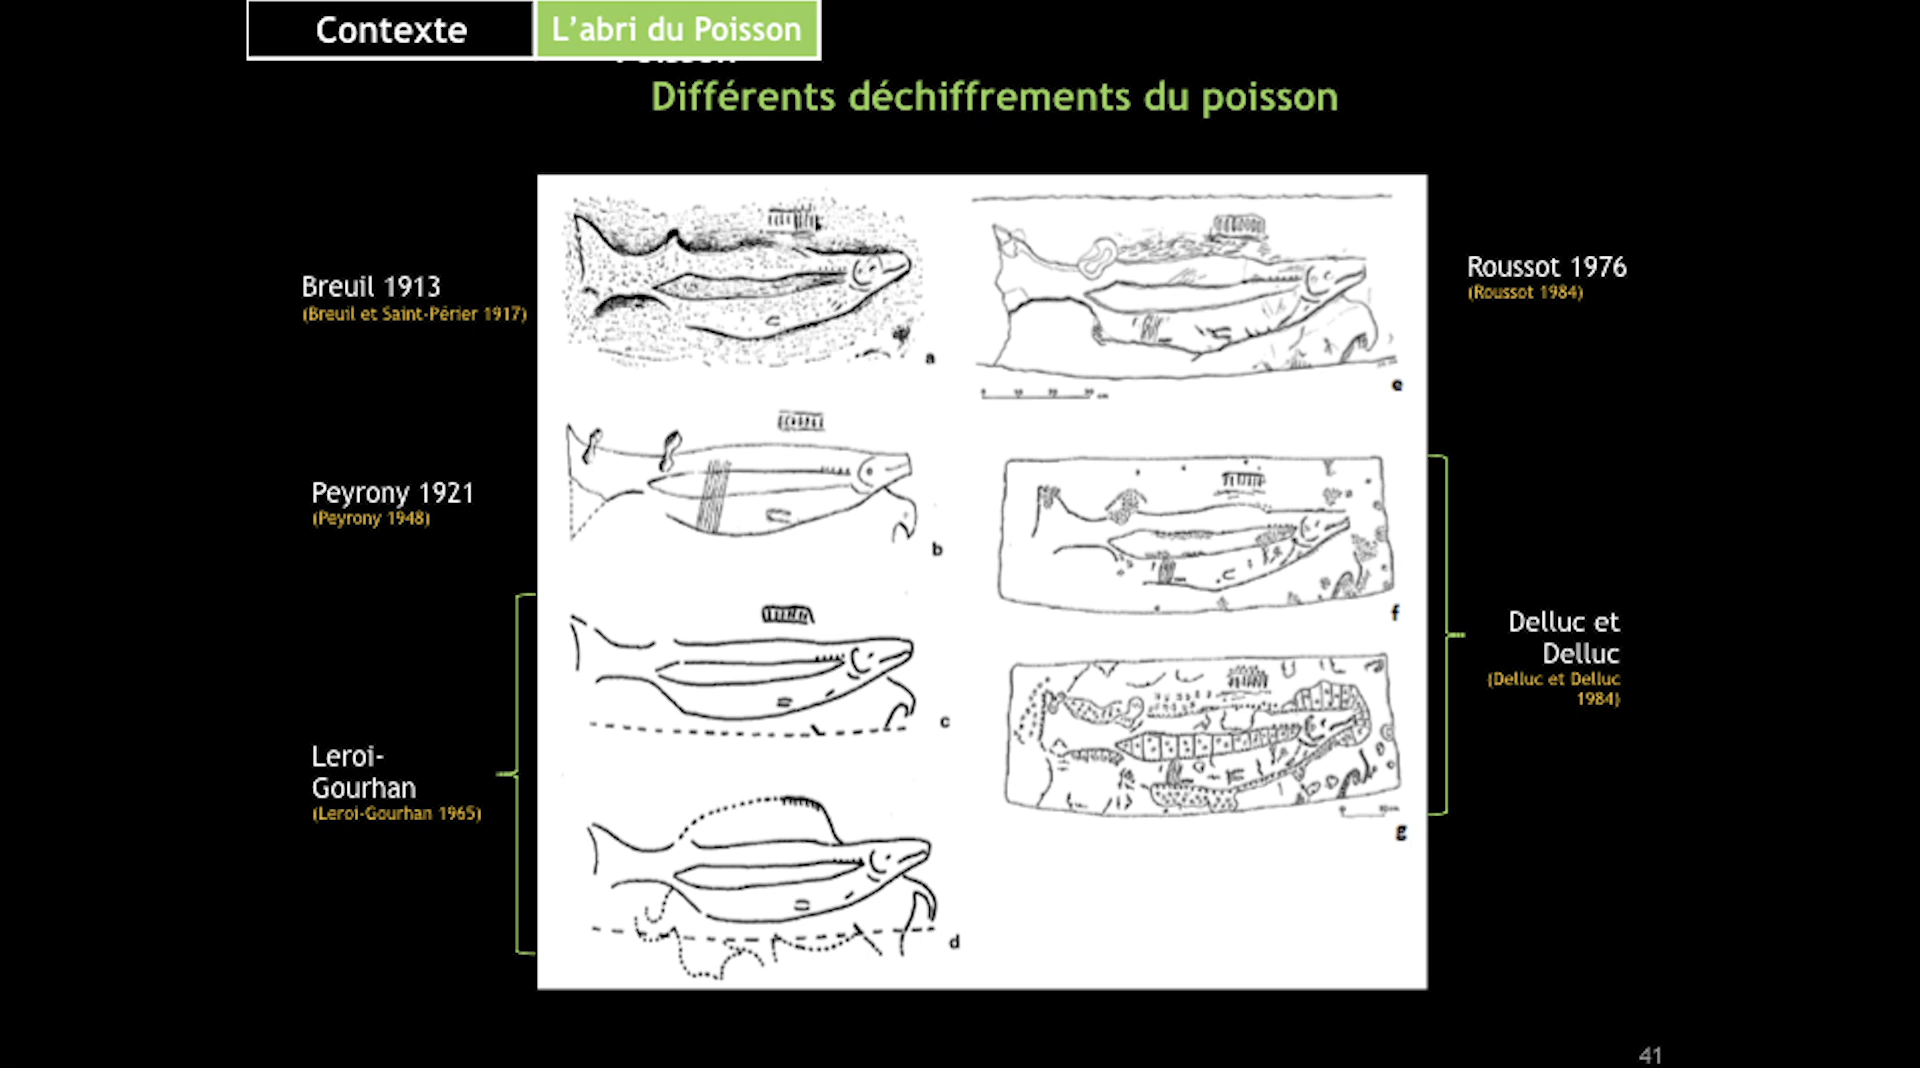 Contexte
L'abri du Poisson
Différents déchiffrements du poisson
Breuil 1913
(Breuil et Saint-Périer 1917)
a
Peyrony 1921
(Peyrony 1948)
b
Leroi-
Gourhan
(Leroi-Gourhan 1965)
c
d
Roussot 1976
(Roussot 1984)
e
f
Delluc et
Delluc
(Delluc et Delluc
1984)
g
41